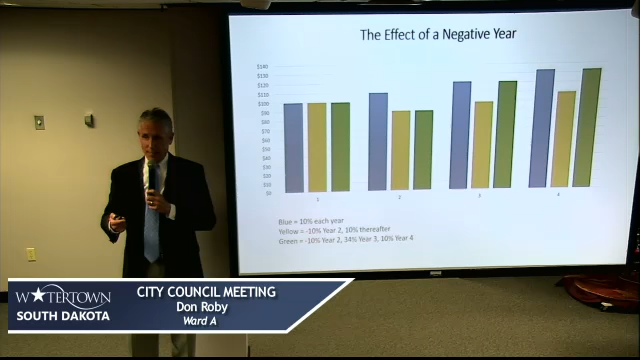 The Effect of a Negative Year
$140
$130
$120
$110
$100
$90
$80
$70
$60
$50
$40
$30
$20
$10
$0
1
2
3
4
Blue = 10% each year
Yellow = -10% Year 2, 10% thereafter
Green = -10% Year 2, 34% Year 3, 10% Year 4
WATERTOWN
SOUTH DAKOTA
CITY COUNCIL MEETING
Don Roby
Ward A